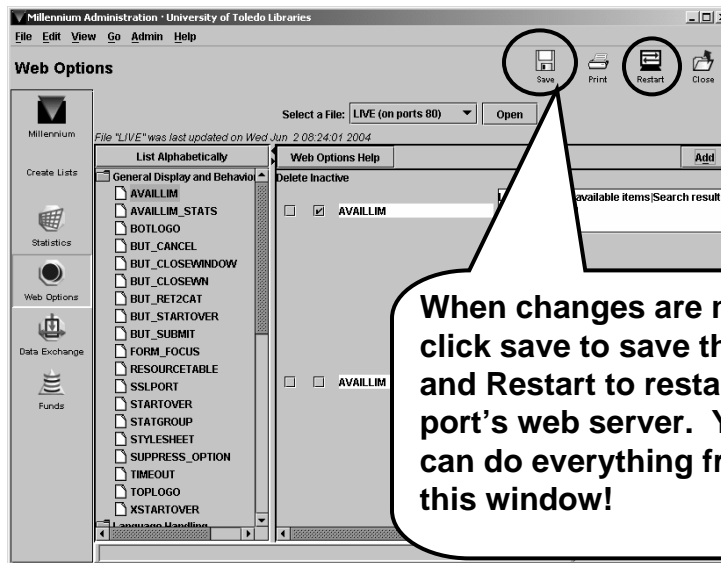 Millennium Administration · University of Toledo Libraries
File Edit View Go Admin Help
Web Options
Save Print Restart Close
Select a File: LIVE (on ports 80) Open
File "LIVE" was last updated on Wed Jun 2 08:24:01 2004
Millennium
Create Lists
Statistics
Web Options
Data Exchange
Funds
List Alphabetically
General Display and Behavior
AVAILLIM
AVAILLIM_STATS
BOTLOGO
BUT_CANCEL
BUT_CLOSEWINDOW
BUT_CLOSEWN
BUT_RET2CAT
BUT_STARTOVER
BUT_SUBMIT
FORM_FOCUS
RESOURCETABLE
SSLPORT
STARTOVER
STATGROUP
STYLESHEET
SUPPRESS_OPTION
TIMEOUT
TOPLOGO
XSTARTOVER
Language Handling
Web Options Help Add
Delete Inactive
AVAILLIM available items|Search result
AVAILLIM
When changes are
click save to save
and Restart to
port's web server.
can do everything
this window!